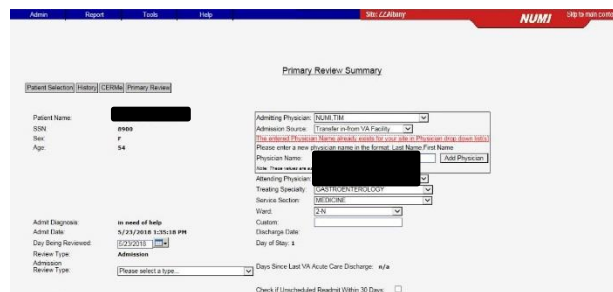 Admin Report Tools Help Site: ZZAlbany NUMI Skip to main conte
Primary Review Summary
Patient Selection History CERMe Primary Review
Patient Name: Admitting Physician: NUMI,TIM
SSN 8900 Admission Source: Transfer in-from VA Facility
Sex: F The entered Physician Name already exists for your site in Physician drop down list(s)
Age: 54 Please enter a new physician name in the format: Last Name,First Name
Physician Name: Add Physician
Note: These values are
Attending Physician:
Treating Specialty: GASTROENTEROLOGY
Service Section: MEDICINE
Ward: 2-N
Admit Diagnosis: in need of help Custom:
Admit Date: 5/23/2018 1:35:18 PM Discharge Date:
Day Being Reviewed: 5/23/2018 Day of Stay: 1
Review Type: Admission
Admission
Review Type: Please select a type... Days Since Last VA Acute Care Discharge: n/a
Check if Unscheduled Readmit Within 30 Days: